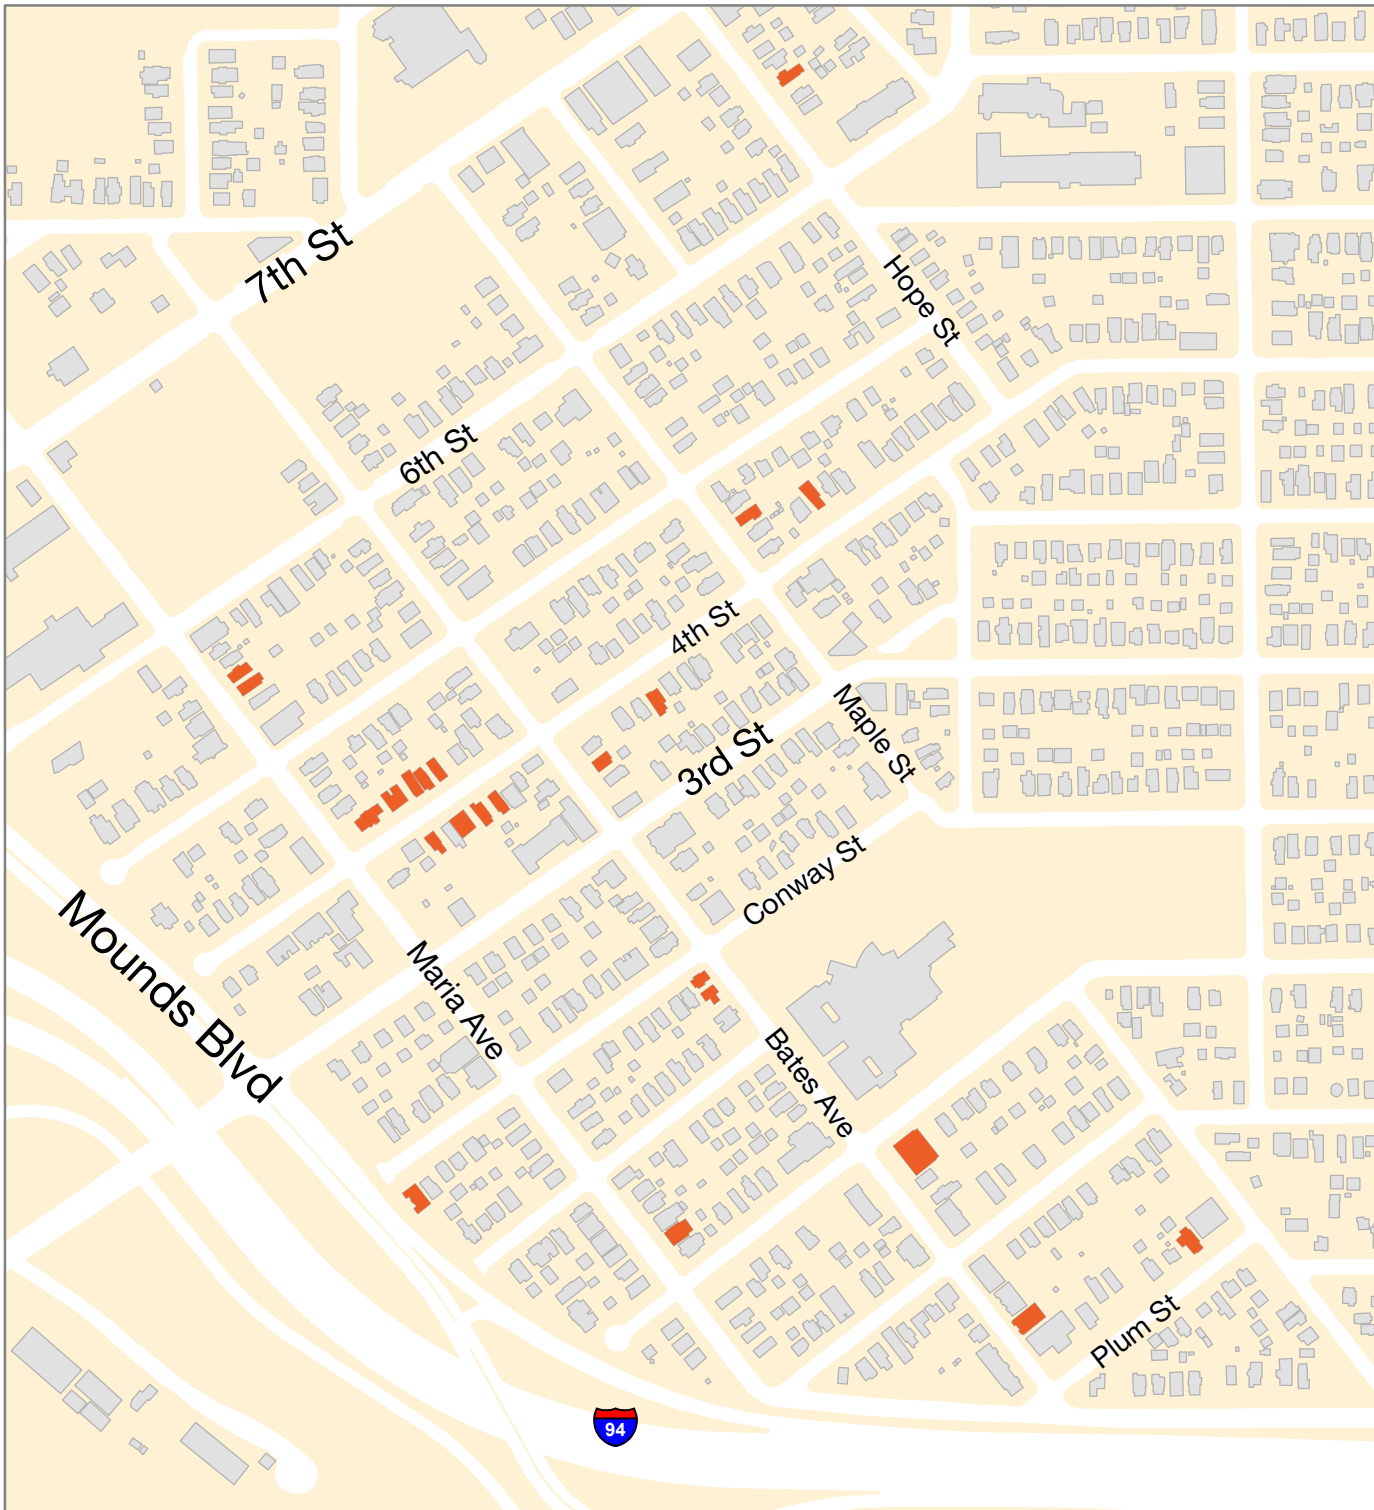 7th St
Hope St
6th St
4th St
3rd St
Maple St
Conway St
Mounds Blvd
Maria Ave
Bates Ave
Plum St
94